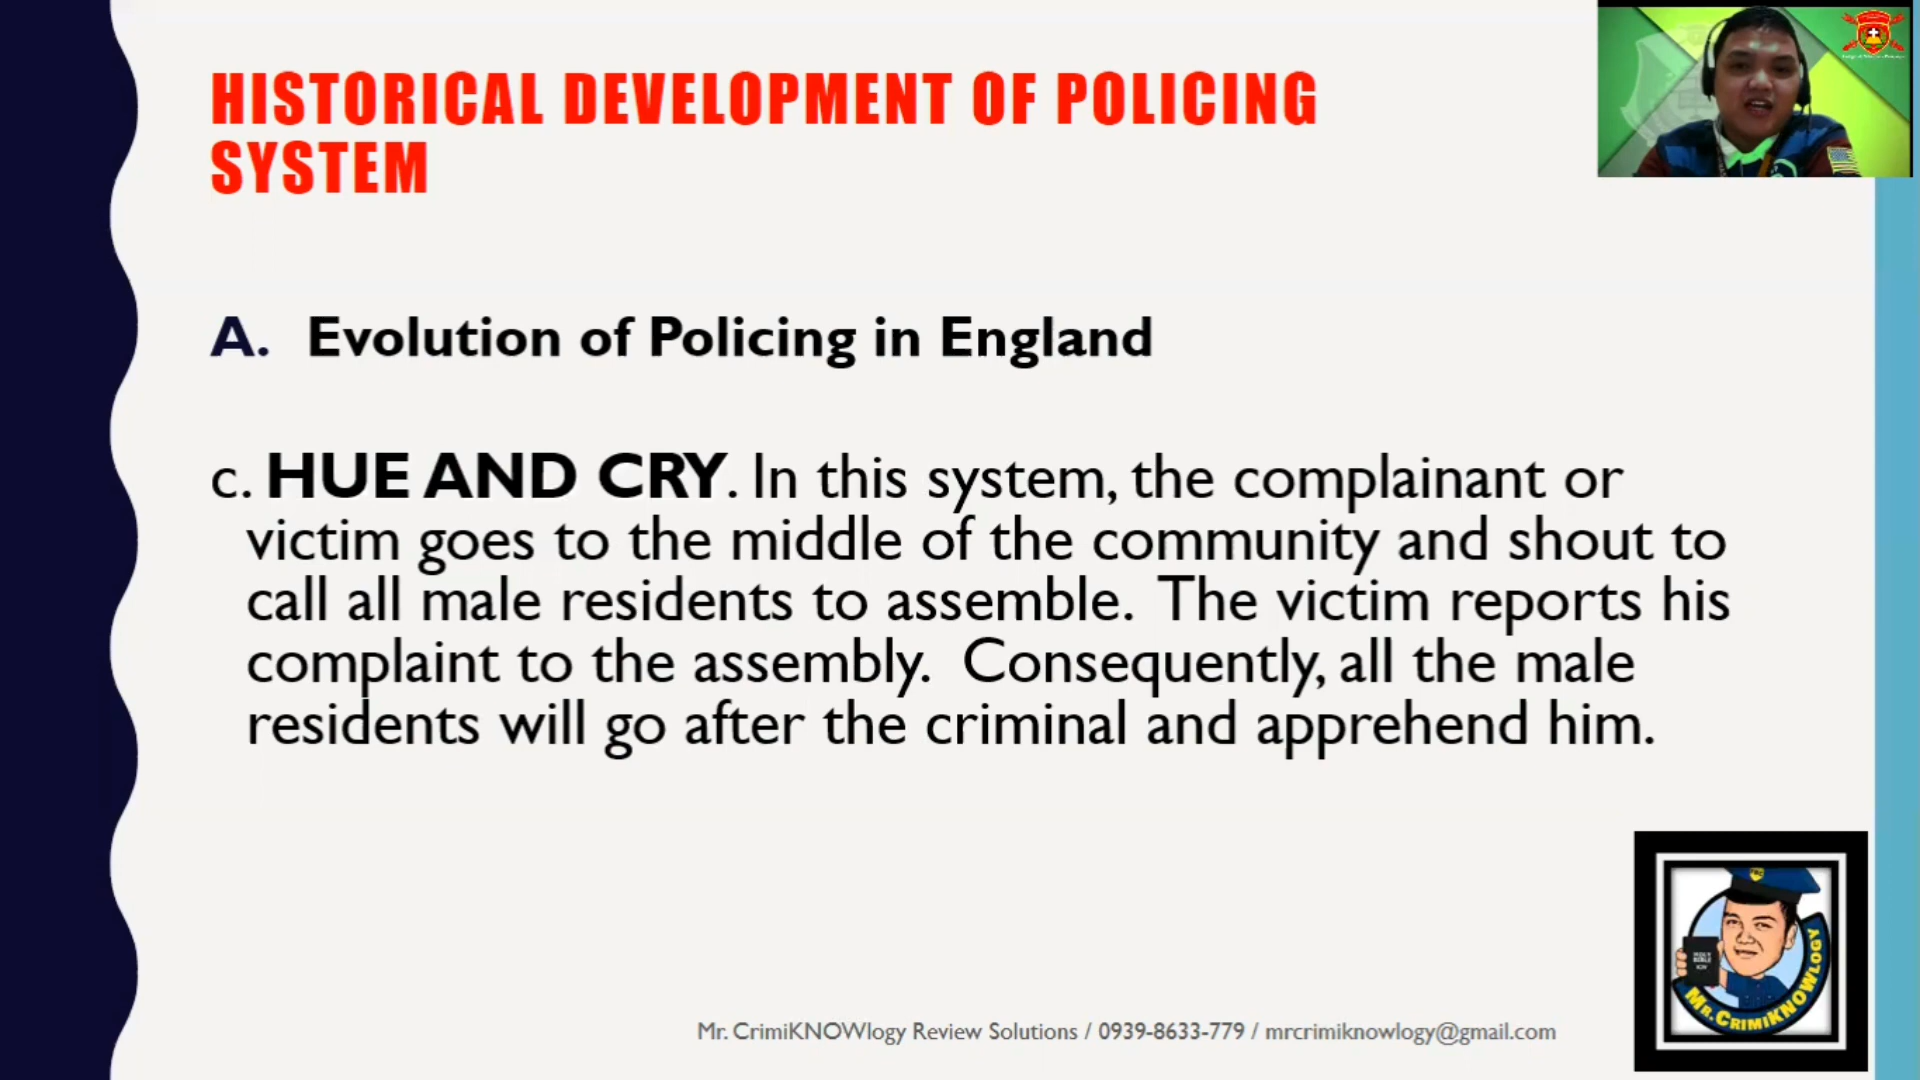 HISTORICAL DEVELOPMENT OF POLICING
SYSTEM
A. Evolution of Policing in England
c. HUE AND CRY. In this system, the complainant or
victim goes to the middle of the community and shout to
call all male residents to assemble. The victim reports his
complaint to the assembly. Consequently, all the male
residents will go after the criminal and apprehend him.
HOLY
BIBLE
KJV
MR. CRIMIKNOWLOGY
Mr. CrimiKNOWlogy Review Solutions / 0939-8633-779 / mrcrimiknowlogy@gmail.com